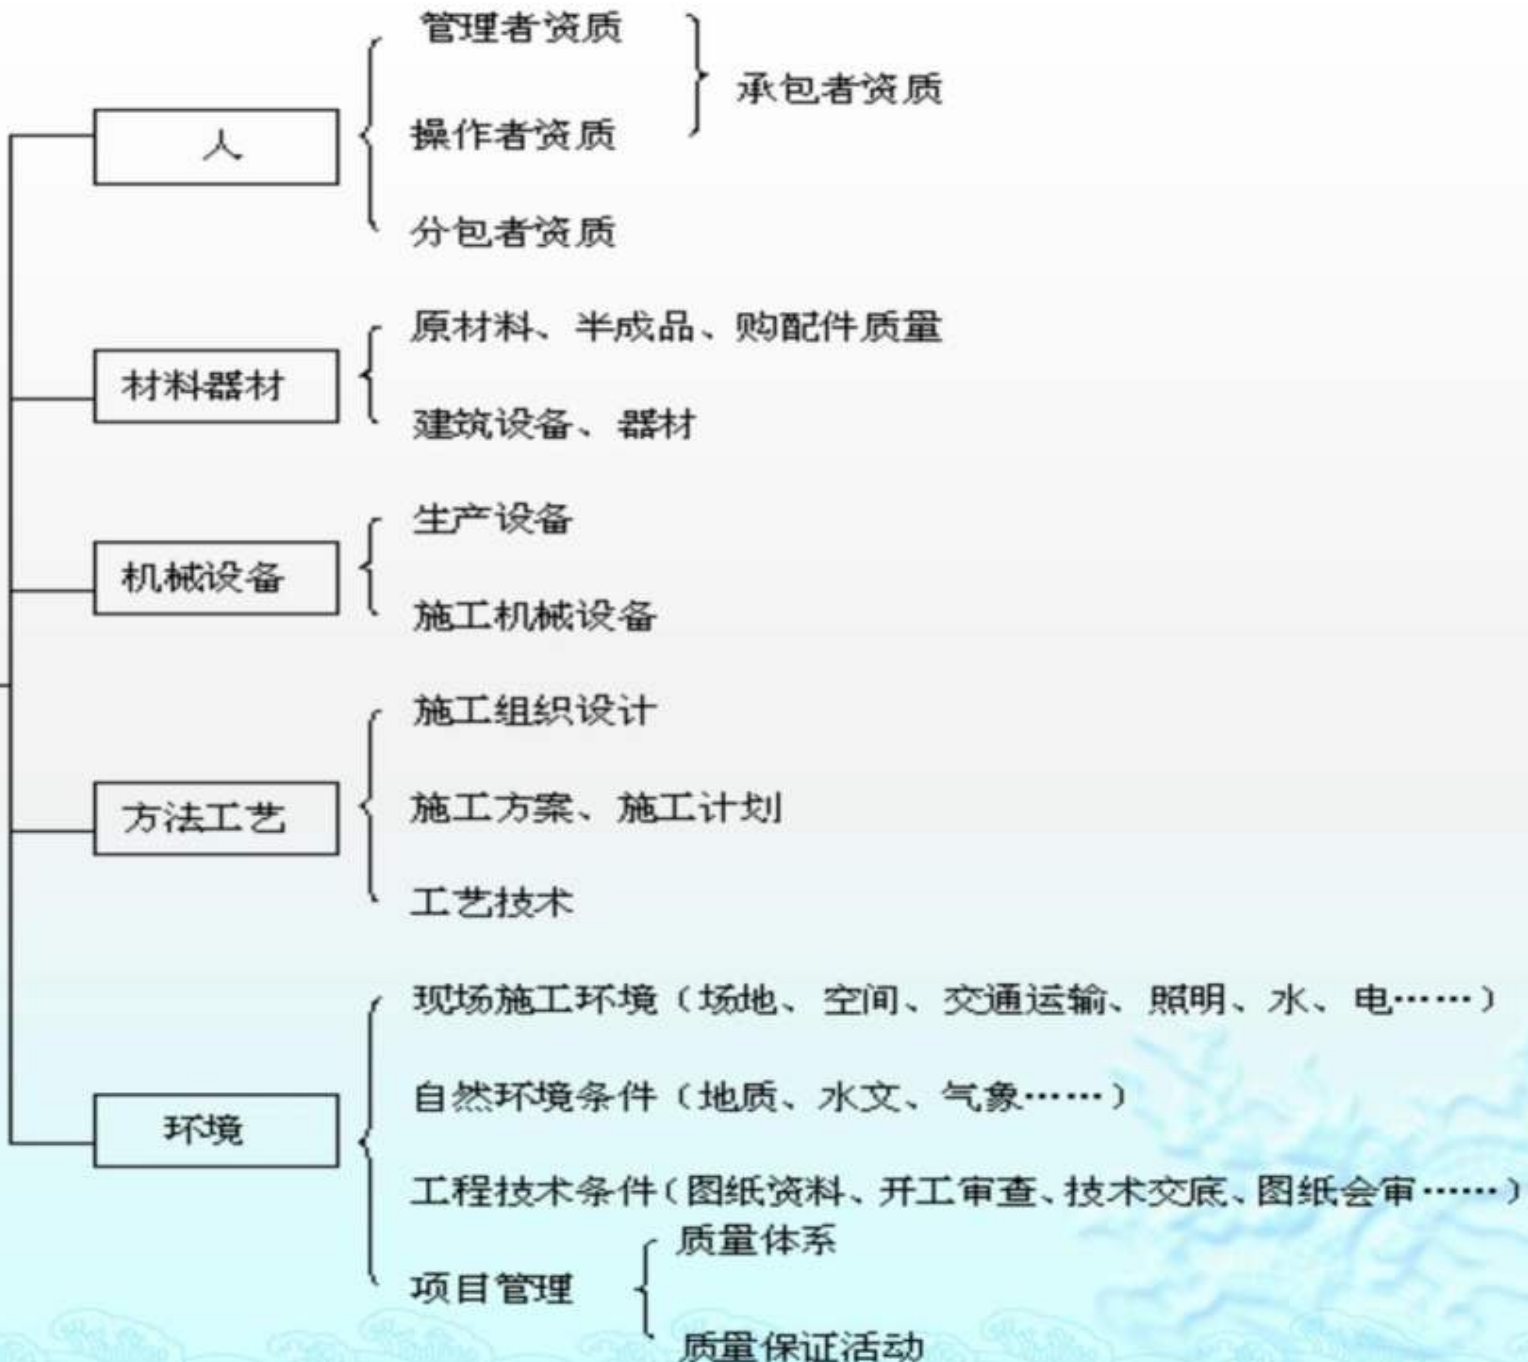 管理者资质
承包者资质
人
操作者资质
分包者资质
原材料、半成品、购配件质量
材料器材
建筑设备、器材
生产设备
机械设备
施工机械设备
施工组织设计
方法工艺
施工方案、施工计划
工艺技术
现场施工环境（场地、空间、交通运输、照明、水、电……）
自然环境条件（地质、水文、气象……）
环境
工程技术条件（图纸资料、开工审查、技术交底、图纸会审……）
质量体系
项目管理
质量保证活动